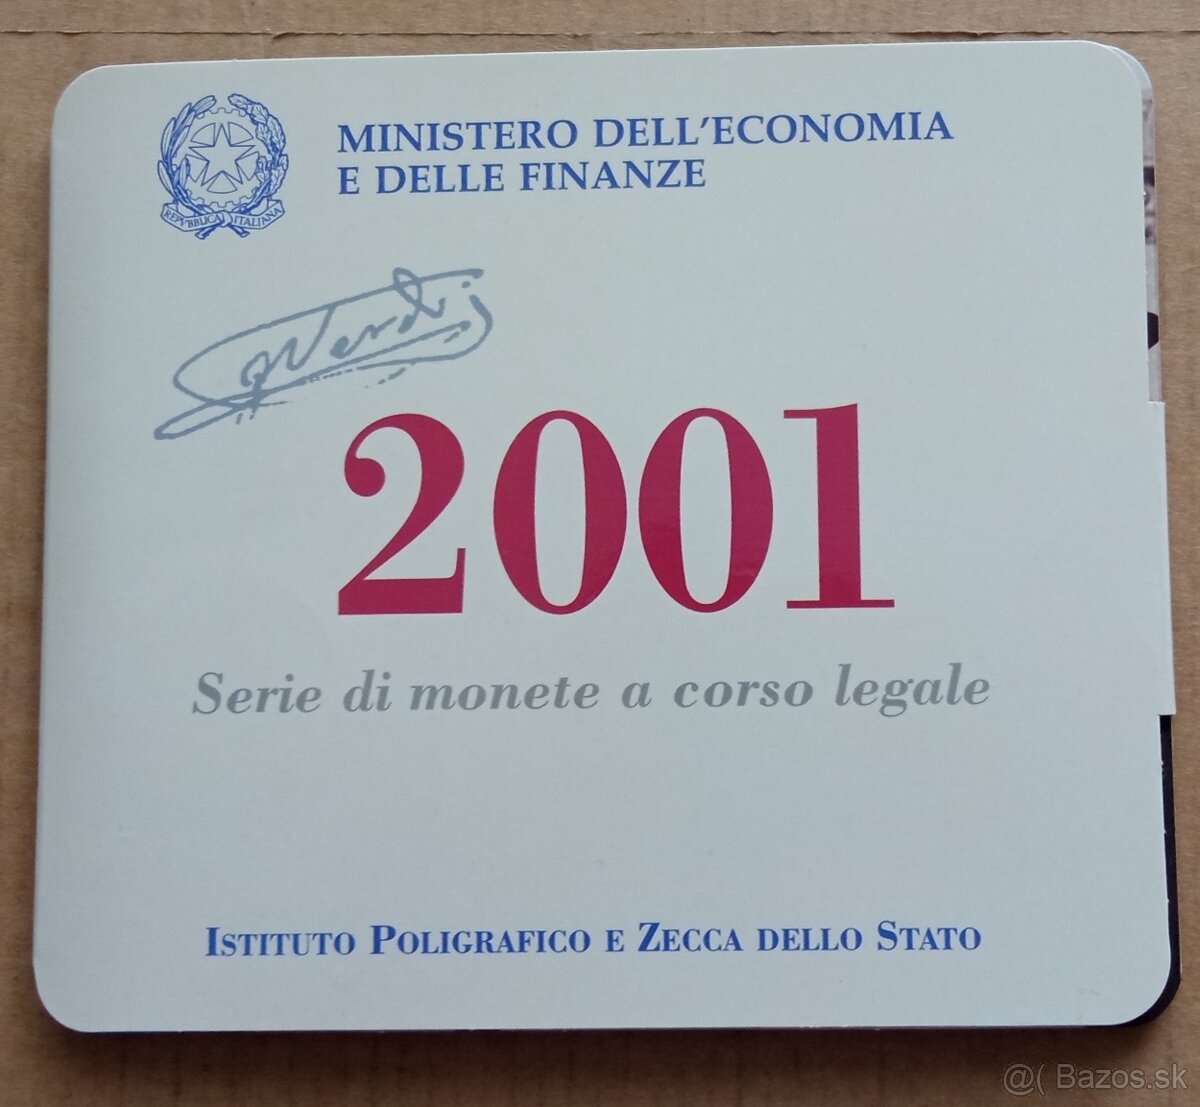 MINISTERO DELL'ECONOMIA
E DELLE FINANZE
REPVBBLICA ITALIANA
G Verdi
2001
Serie di monete a corso legale
ISTITUTO POLIGRAFICO E ZECCA DELLO STATO
@( Bazos.sk